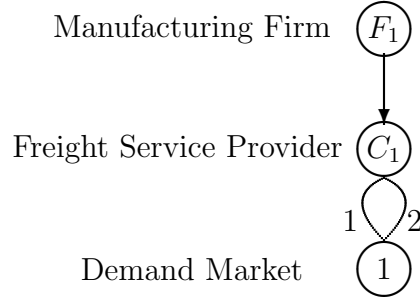 Manufacturing Firm F₁
Freight Service Provider C₁
1 2
Demand Market 1